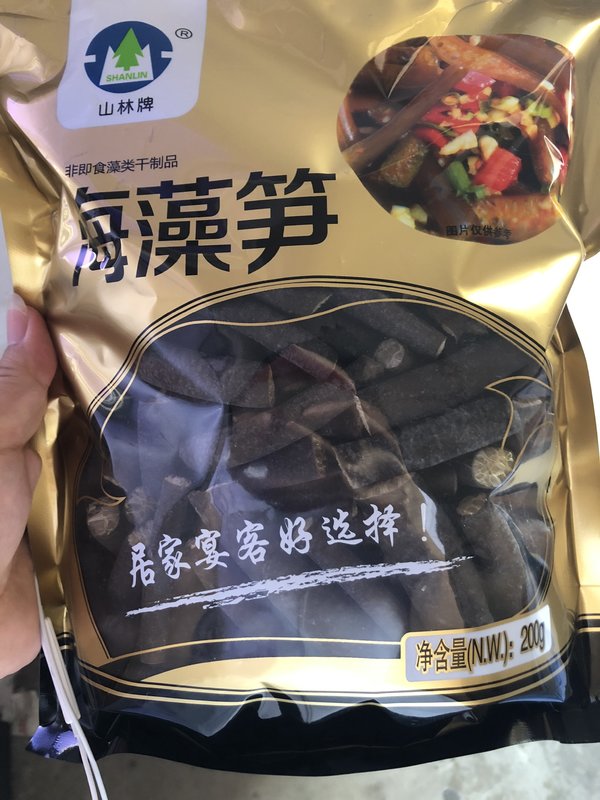 ®
SHANLIN
山林牌
非即食藻类干制品
海藻笋
图片仅供参考
居家宴客好选择！
净含量(N.W.)：200g